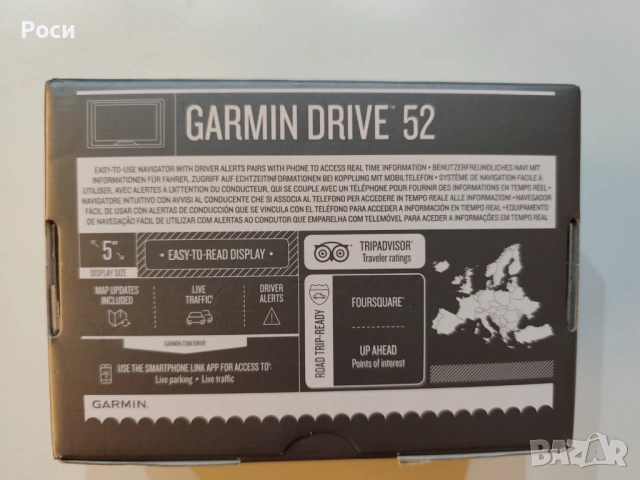 Роси
GARMIN DRIVE™ 52
EASY-TO-USE NAVIGATOR WITH DRIVER ALERTS PAIRS WITH PHONE TO ACCESS REAL TIME INFORMATION • BENUTZERFREUNDLICHES NAVI MIT
INFORMATIONEN FÜR FAHRER, ZUGRIFF AUF ECHTZEITINFORMATIONEN BEI KOPPLUNG MIT MOBILTELEFON • SYSTÈME DE NAVIGATION FACILE À
UTILISER, AVEC ALERTES À L'ATTENTION DU CONDUCTEUR, QUI SE COUPLE AVEC UN TÉLÉPHONE POUR FOURNIR DES INFORMATIONS EN TEMPS RÉEL •
NAVIGATORE INTUITIVO CON AVVISI AL CONDUCENTE CHE SI ASSOCIA AL TELEFONO PER ACCEDERE IN TEMPO REALE ALLE INFORMAZIONI • NAVEGADOR
FÁCIL DE USAR CON ALERTAS DE CONDUCCIÓN QUE SE VINCULA CON EL TELÉFONO PARA ACCEDER A INFORMACIÓN EN TIEMPO REAL • EQUIPAMENTO
DE NAVEGAÇÃO FÁCIL DE UTILIZAR COM ALERTAS AO CONDUTOR QUE EMPARELHA COM TELEMÓVEL PARA ACEDER A INFORMAÇÕES EM TEMPO REAL
5"
DISPLAY SIZE
• EASY-TO-READ DISPLAY •
TRIPADVISOR®
Traveler ratings
MAP UPDATES
INCLUDED
LIVE
TRAFFIC¹
DRIVER
ALERTS
ROAD TRIP-READY
FOURSQUARE®
UP AHEAD
Points of interest
GARMIN.COM/DRIVE
USE THE SMARTPHONE LINK APP FOR ACCESS TO¹:
Live parking • Live traffic
GARMIN.
BAZAR